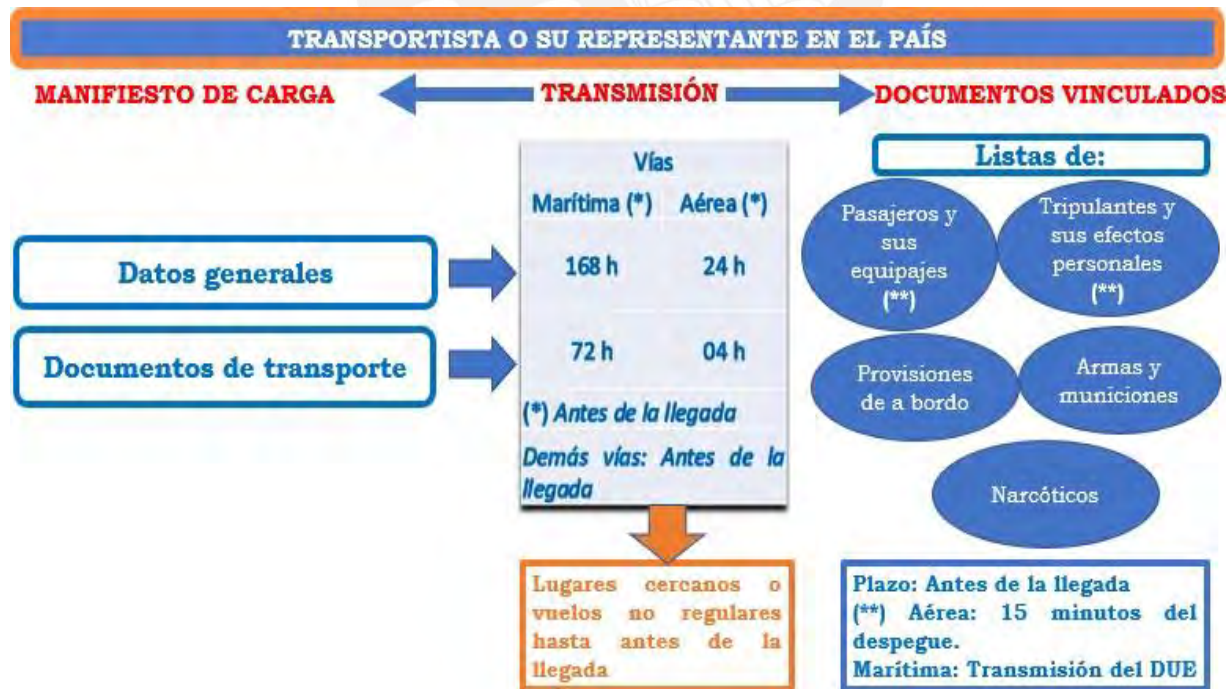 TRANSPORTISTA O SU REPRESENTANTE EN EL PAÍS
MANIFIESTO DE CARGA
TRANSMISIÓN
DOCUMENTOS VINCULADOS
Datos generales
Documentos de transporte
Vías
Marítima (*) Aérea (*)
168 h 24 h
72 h 04 h
(*) Antes de la llegada
Demás vías: Antes de la
llegada
Lugares cercanos o
vuelos no regulares
hasta antes de la
llegada
Listas de:
Pasajeros y
sus
equipajes
(**)
Tripulantes y
sus efectos
personales
(**)
Provisiones
de a bordo
Armas y
municiones
Narcóticos
Plazo: Antes de la llegada
(**) Aérea: 15 minutos del
despegue.
Marítima: Transmisión del DUE